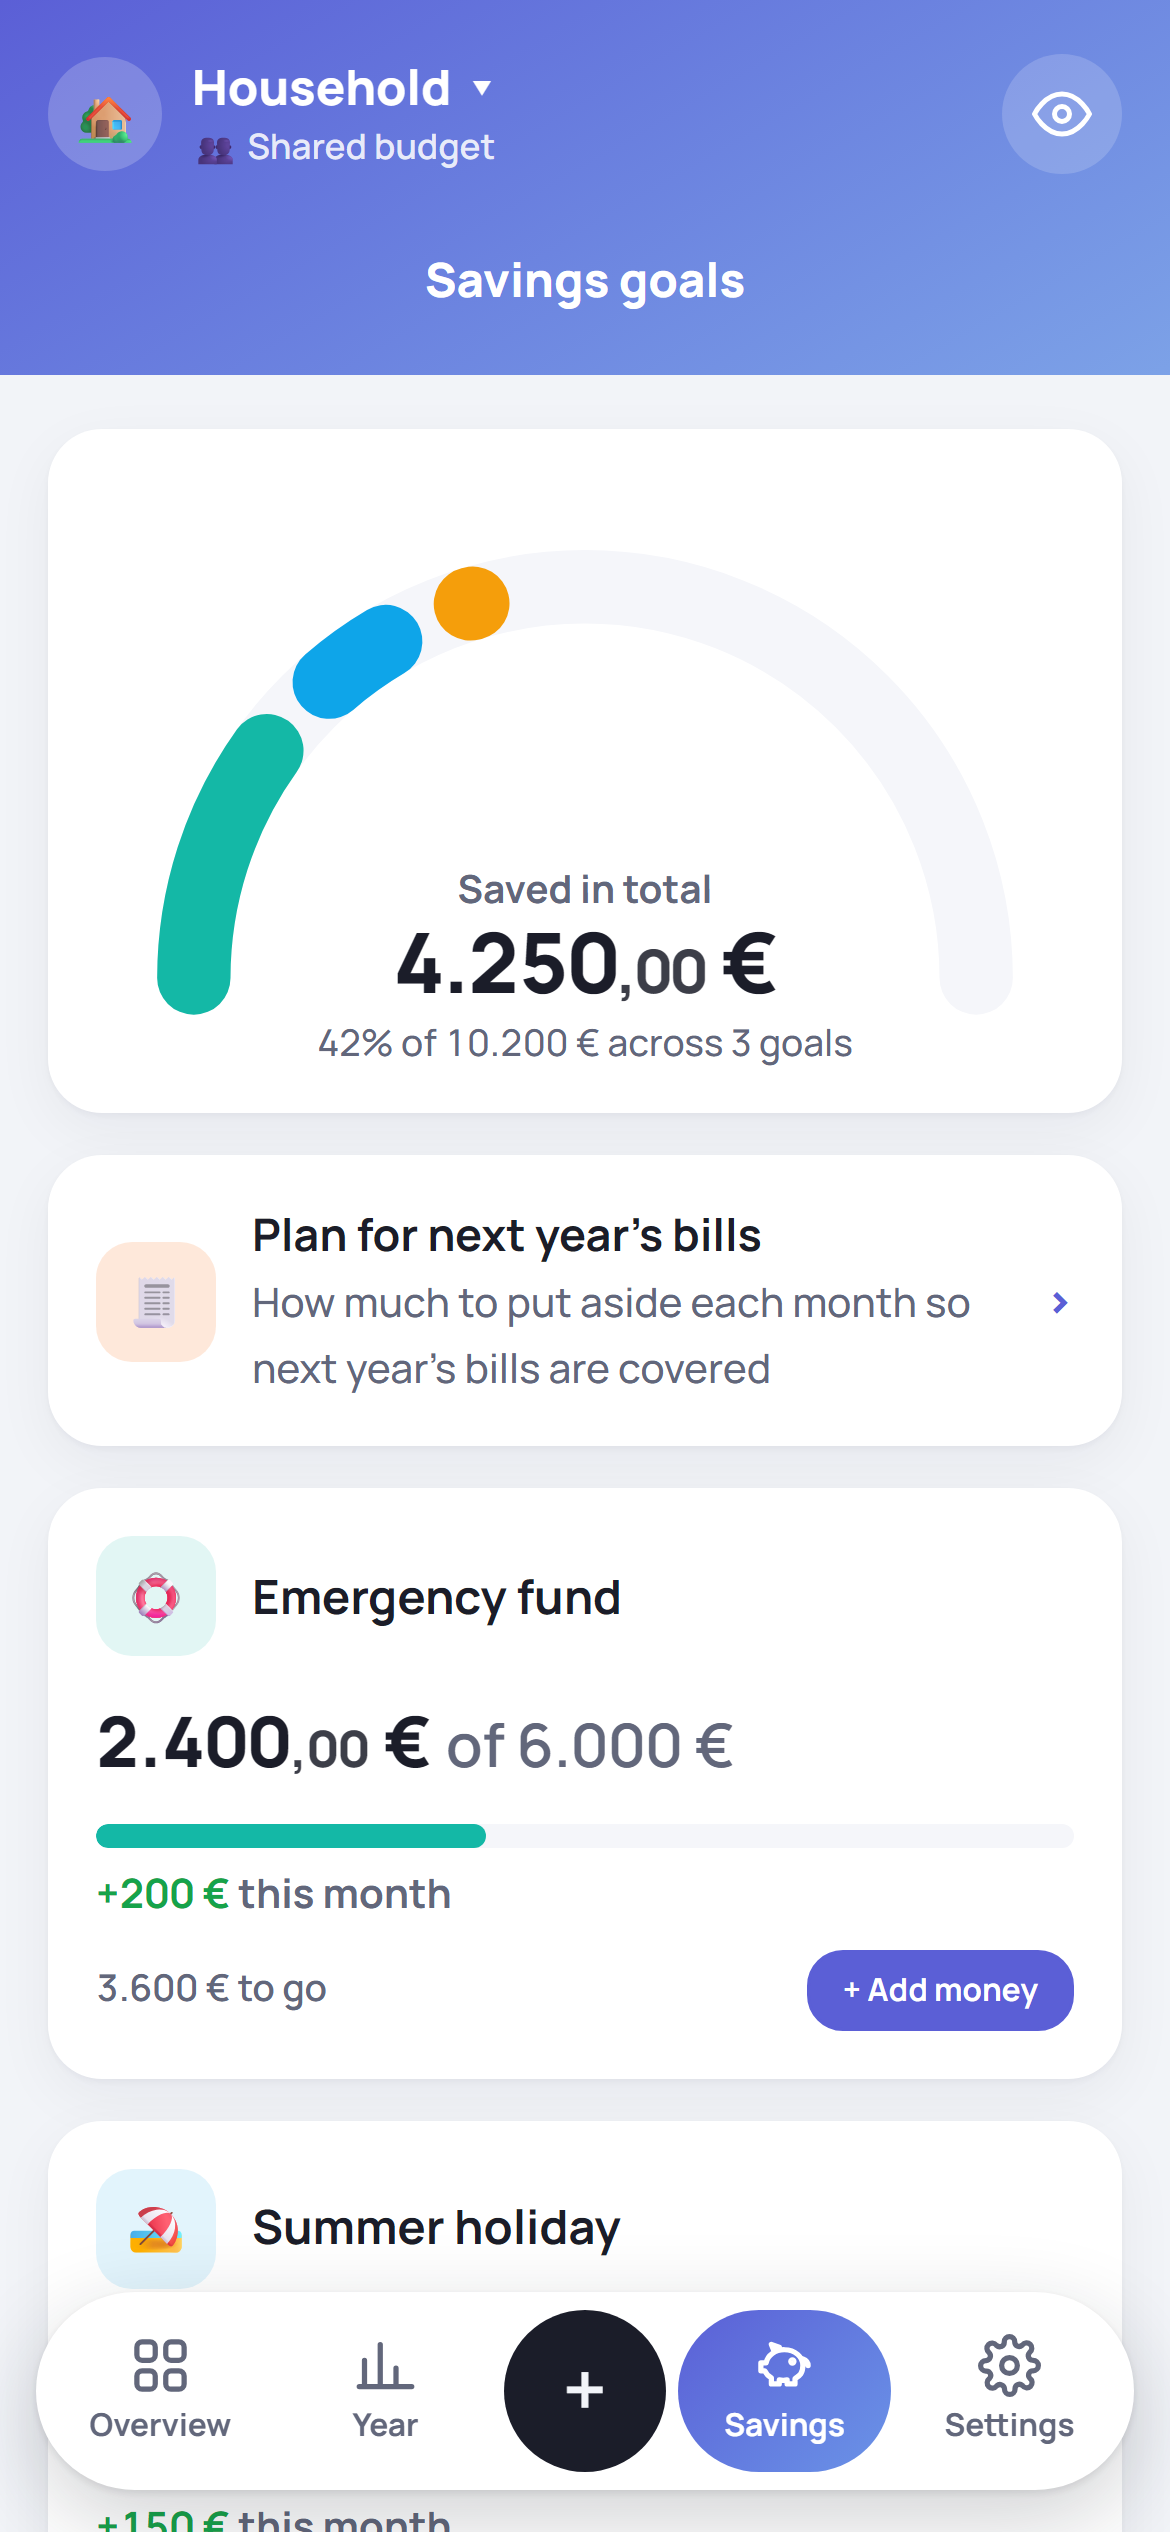 Household ▼
Shared budget
Savings goals
Saved in total
4.250,00 €
42% of 10.200 € across 3 goals
Plan for next year’s bills
How much to put aside each month so
next year’s bills are covered
Emergency fund
2.400,00 € of 6.000 €
+200 € this month
3.600 € to go
+ Add money
Summer holiday
Overview
Year
+
Savings
Settings
+150 € this month